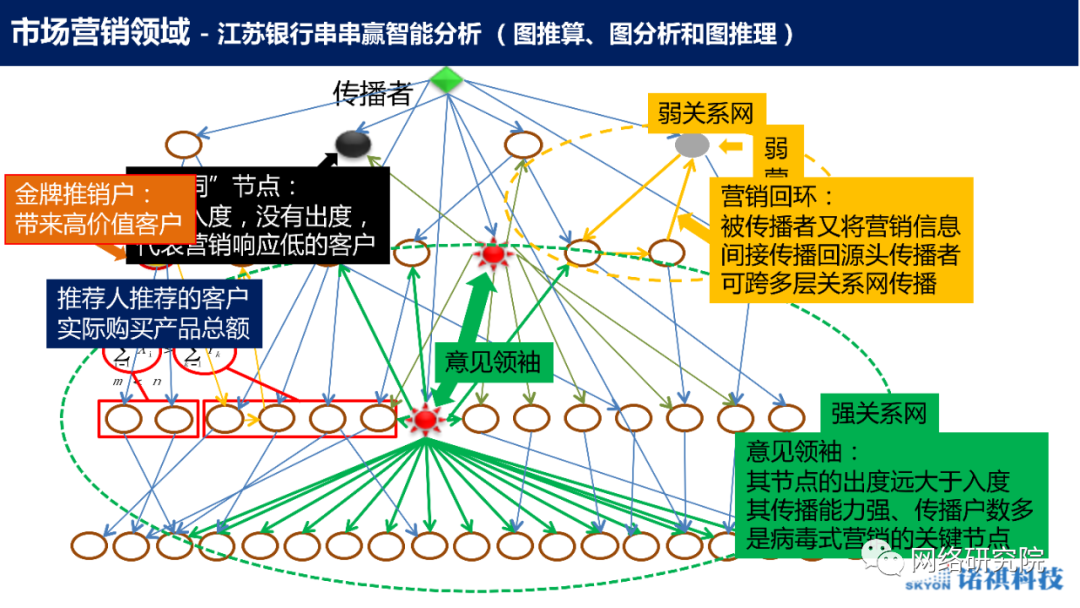 市场营销领域 - 江苏银行串串赢智能分析 （ 图推算、图分析和图推理 ）
传播者
弱关系网
弱
营销回环：
被传播者又将营销信息
间接传播回源头传播者
可跨多层关系网传播
洞”节点：
入度，没有出度，
代表营销响应低的客户
金牌推销户：
带来高价值客户
推荐人推荐的客户
实际购买产品总额
m < n
意见领袖
强关系网
意见领袖：
其节点的出度远大于入度
其传播能力强、传播户数多
是病毒式营销的关键节点
网络研究院
SKYON 诺祺科技